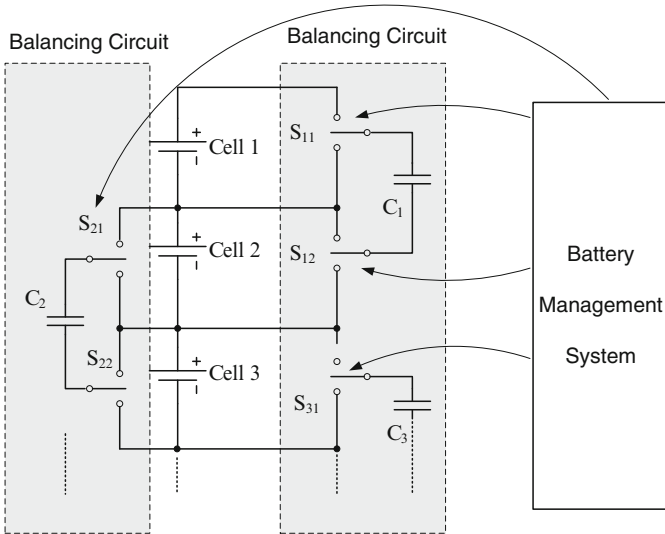 Balancing Circuit
Balancing Circuit
S11
+
Cell 1
C1
S21
+
Cell 2
S12
Battery
C2
Management
S22
+
Cell 3
System
S31
C3